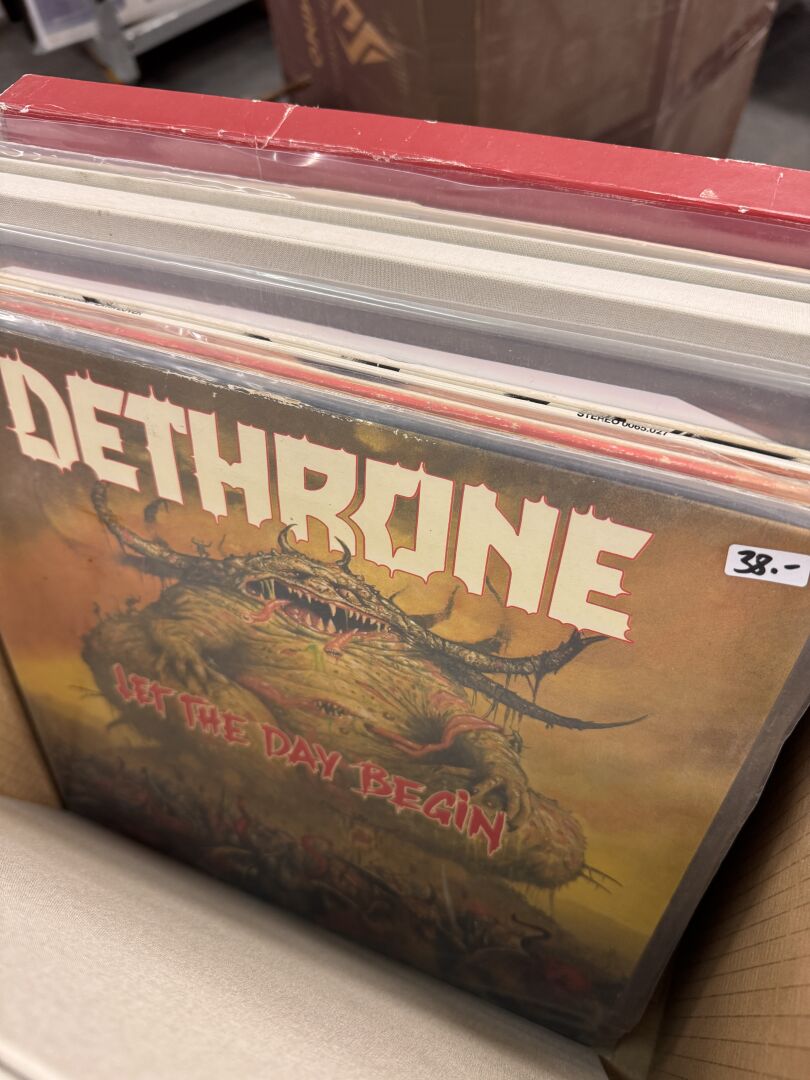 STEREO 0065.027
DETHRONE
38.-
LET THE DAY BEGIN